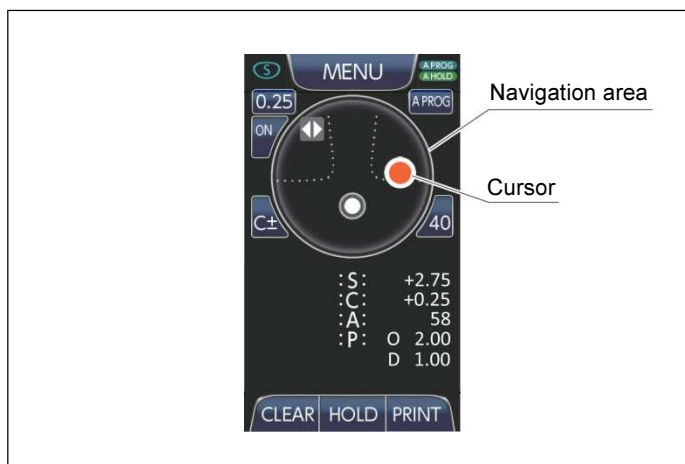 S MENU A PROG
A HOLD
0.25 A PROG
ON
Navigation area
Cursor
C± 40
:S: +2.75
:C: +0.25
:A: 58
:P: O 2.00
D 1.00
CLEAR HOLD PRINT